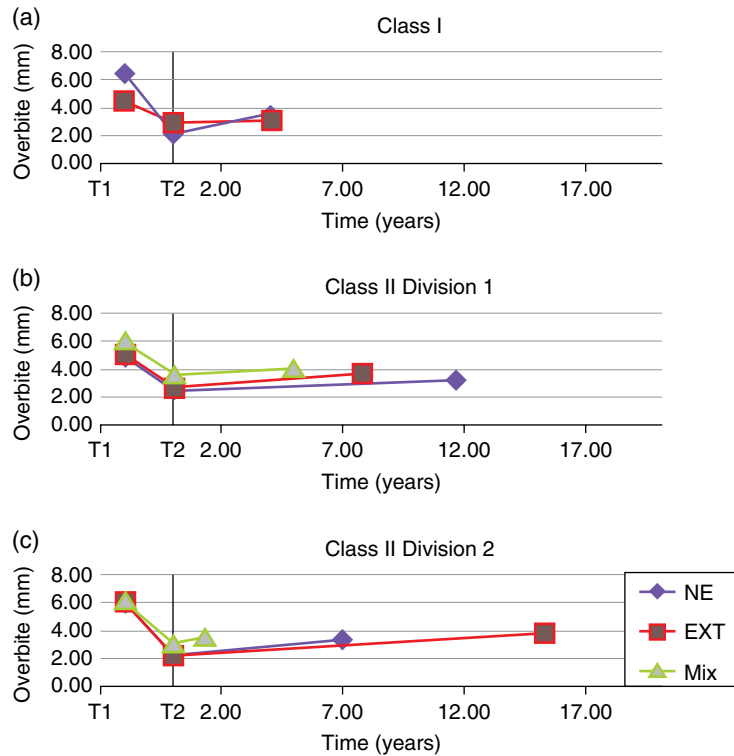 (a)
Class I
Overbite (mm)
8.00
6.00
4.00
2.00
0.00
T1 T2 2.00 7.00 12.00 17.00
Time (years)
(b)
Class II Division 1
Overbite (mm)
8.00
6.00
4.00
2.00
0.00
T1 T2 2.00 7.00 12.00 17.00
Time (years)
(c)
Class II Division 2
Overbite (mm)
8.00
6.00
4.00
2.00
0.00
T1 T2 2.00 7.00 12.00 17.00
Time (years)
NE
EXT
Mix